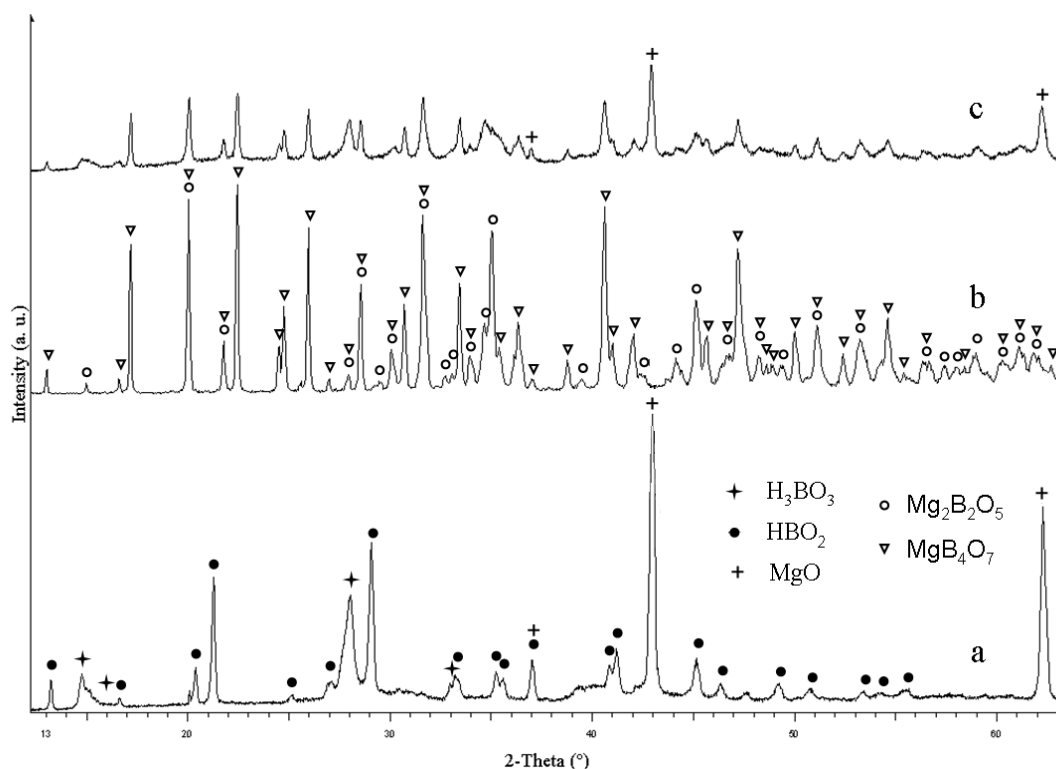 c
b
Intensity (a. u.)
H₃BO₃
HBO₂
MgO
Mg₂B₂O₅
MgB₄O₇
a
13 20 30 40 50 60
2-Theta (°)